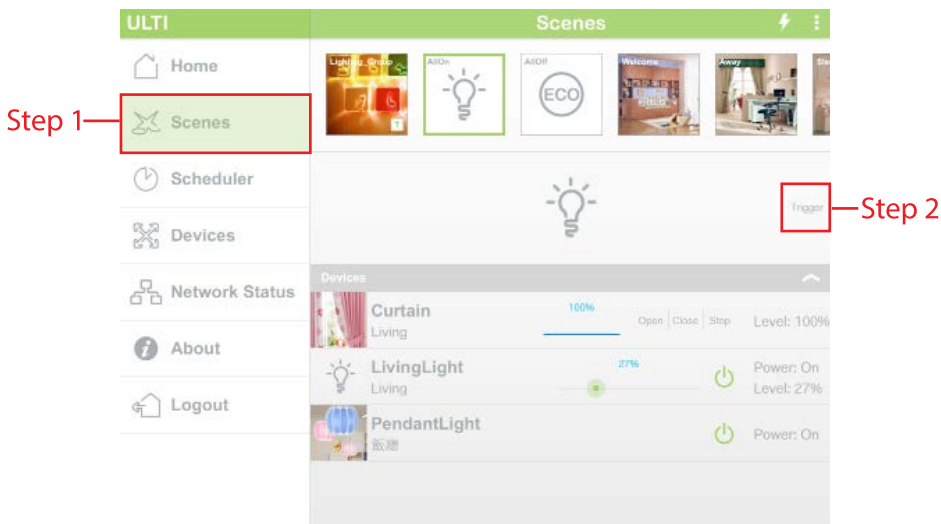 ULTI
Scenes
Home
Step 1
Scenes
Scheduler
Devices
Network Status
About
Logout
Lighting_Group
AllOn
AllOff
ECO
Welcome
Away
T
Trigger
Step 2
Devices
Curtain
Living
100%
Open Close Stop
Level: 100%
LivingLight
Living
27%
Power: On
Level: 27%
PendantLight
飯廳
Power: On